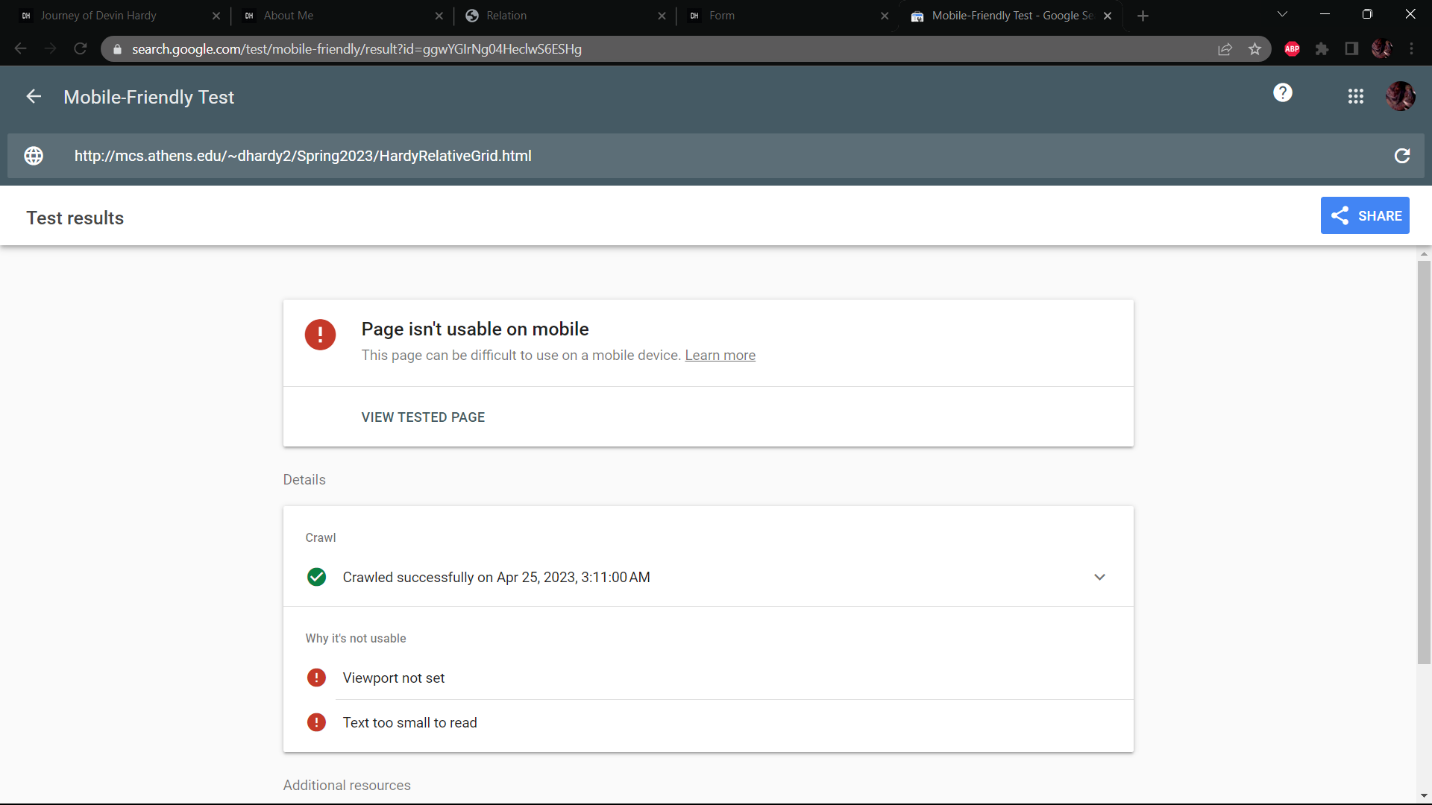 DH Journey of Devin Hardy
DH About Me
Relation
DH Form
Mobile-Friendly Test - Google Se
search.google.com/test/mobile-friendly/result?id=ggwYGIrNg04HeclwS6ESHg
ABP
Mobile-Friendly Test
http://mcs.athens.edu/~dhardy2/Spring2023/HardyRelativeGrid.html
Test results
SHARE
Page isn't usable on mobile
This page can be difficult to use on a mobile device. Learn more
VIEW TESTED PAGE
Details
Crawl
Crawled successfully on Apr 25, 2023, 3:11:00 AM
Why it's not usable
Viewport not set
Text too small to read
Additional resources